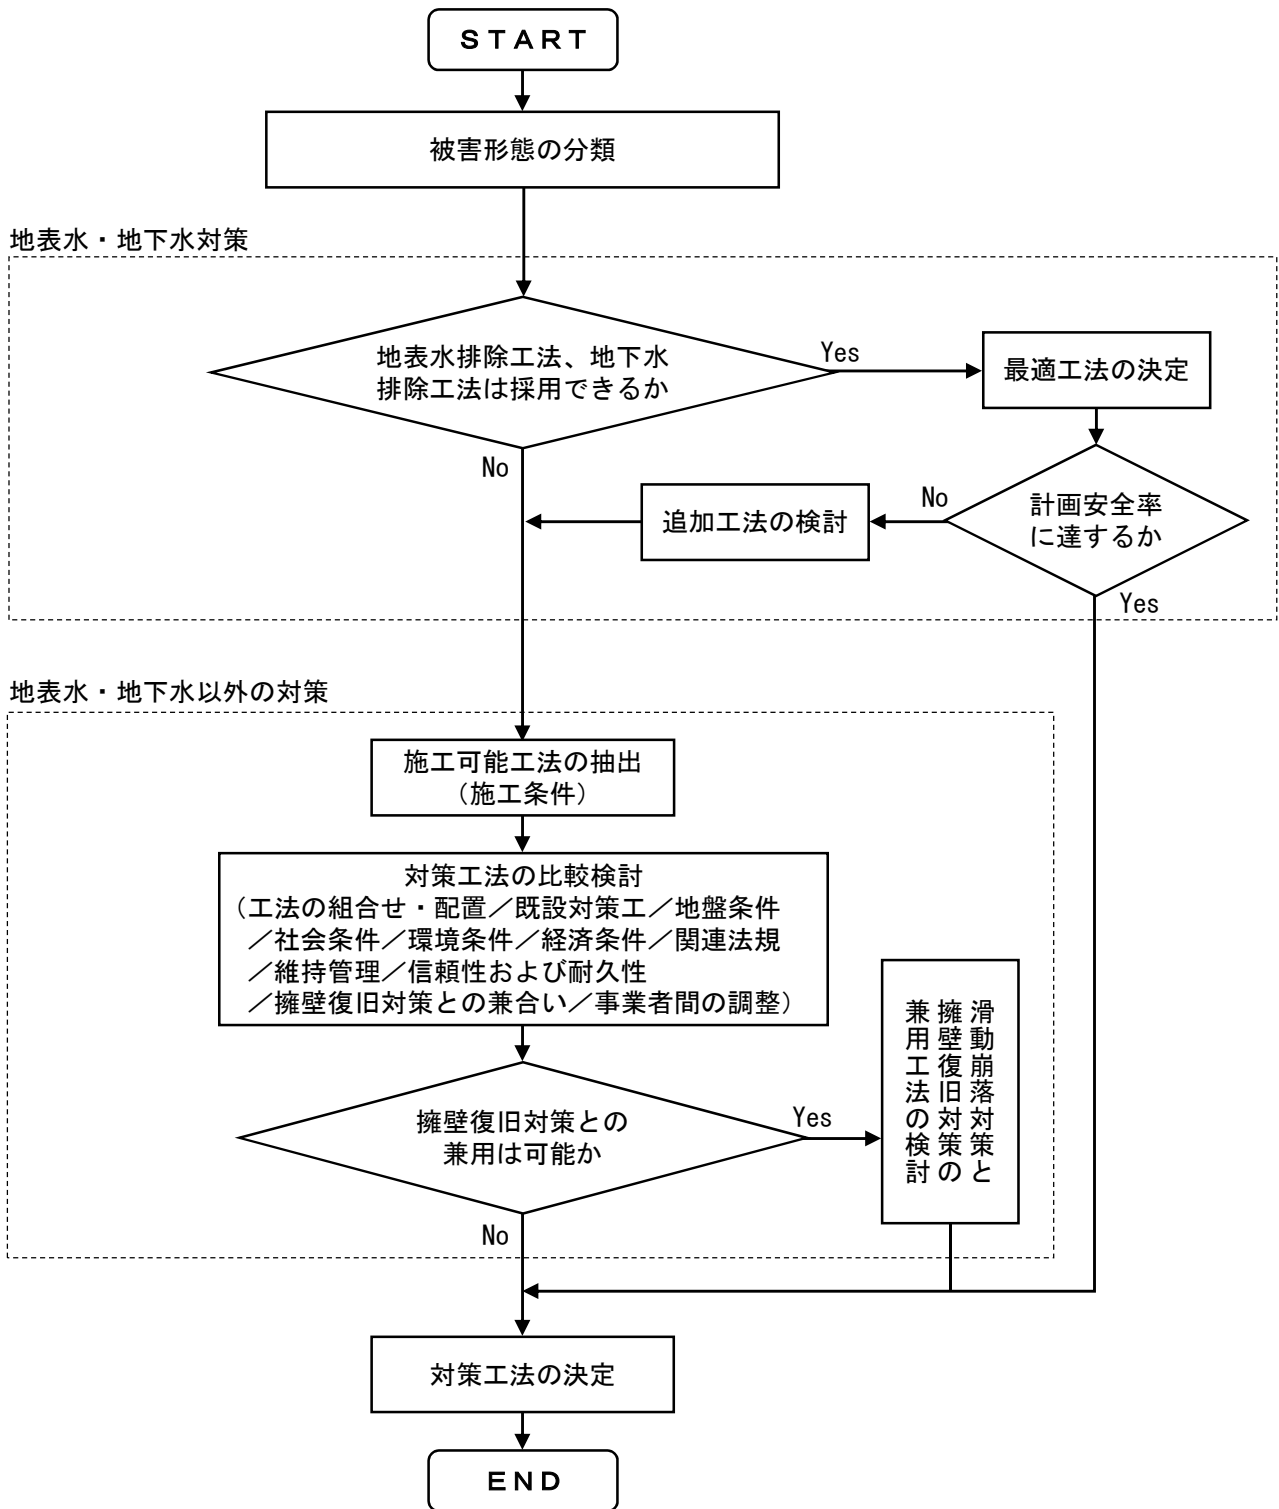 ＳＴＡＲＴ
被害形態の分類
地表水・地下水対策
地表水排除工法、地下水
排除工法は採用できるか
Yes
最適工法の決定
No
計画安全率
に達するか
No
追加工法の検討
Yes
地表水・地下水以外の対策
施工可能工法の抽出
（施工条件）
対策工法の比較検討
（工法の組合せ・配置／既設対策工／地盤条件
／社会条件／環境条件／経済条件／関連法規
／維持管理／信頼性および耐久性
／擁壁復旧対策との兼合い／事業者間の調整）
擁壁復旧対策との
兼用は可能か
Yes
滑動崩落対策と
擁壁復旧対策の
兼用工法の検討
No
対策工法の決定
ＥＮＤ